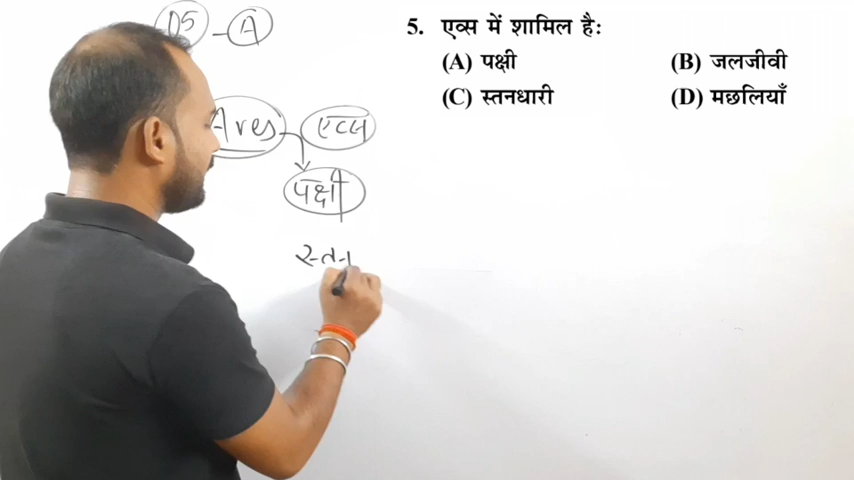 05 - A
5. एव्स में शामिल है:
(A) पक्षी (B) जलजीवी
(C) स्तनधारी (D) मछलियाँ
Aves एव्स
पक्षी
स्तन